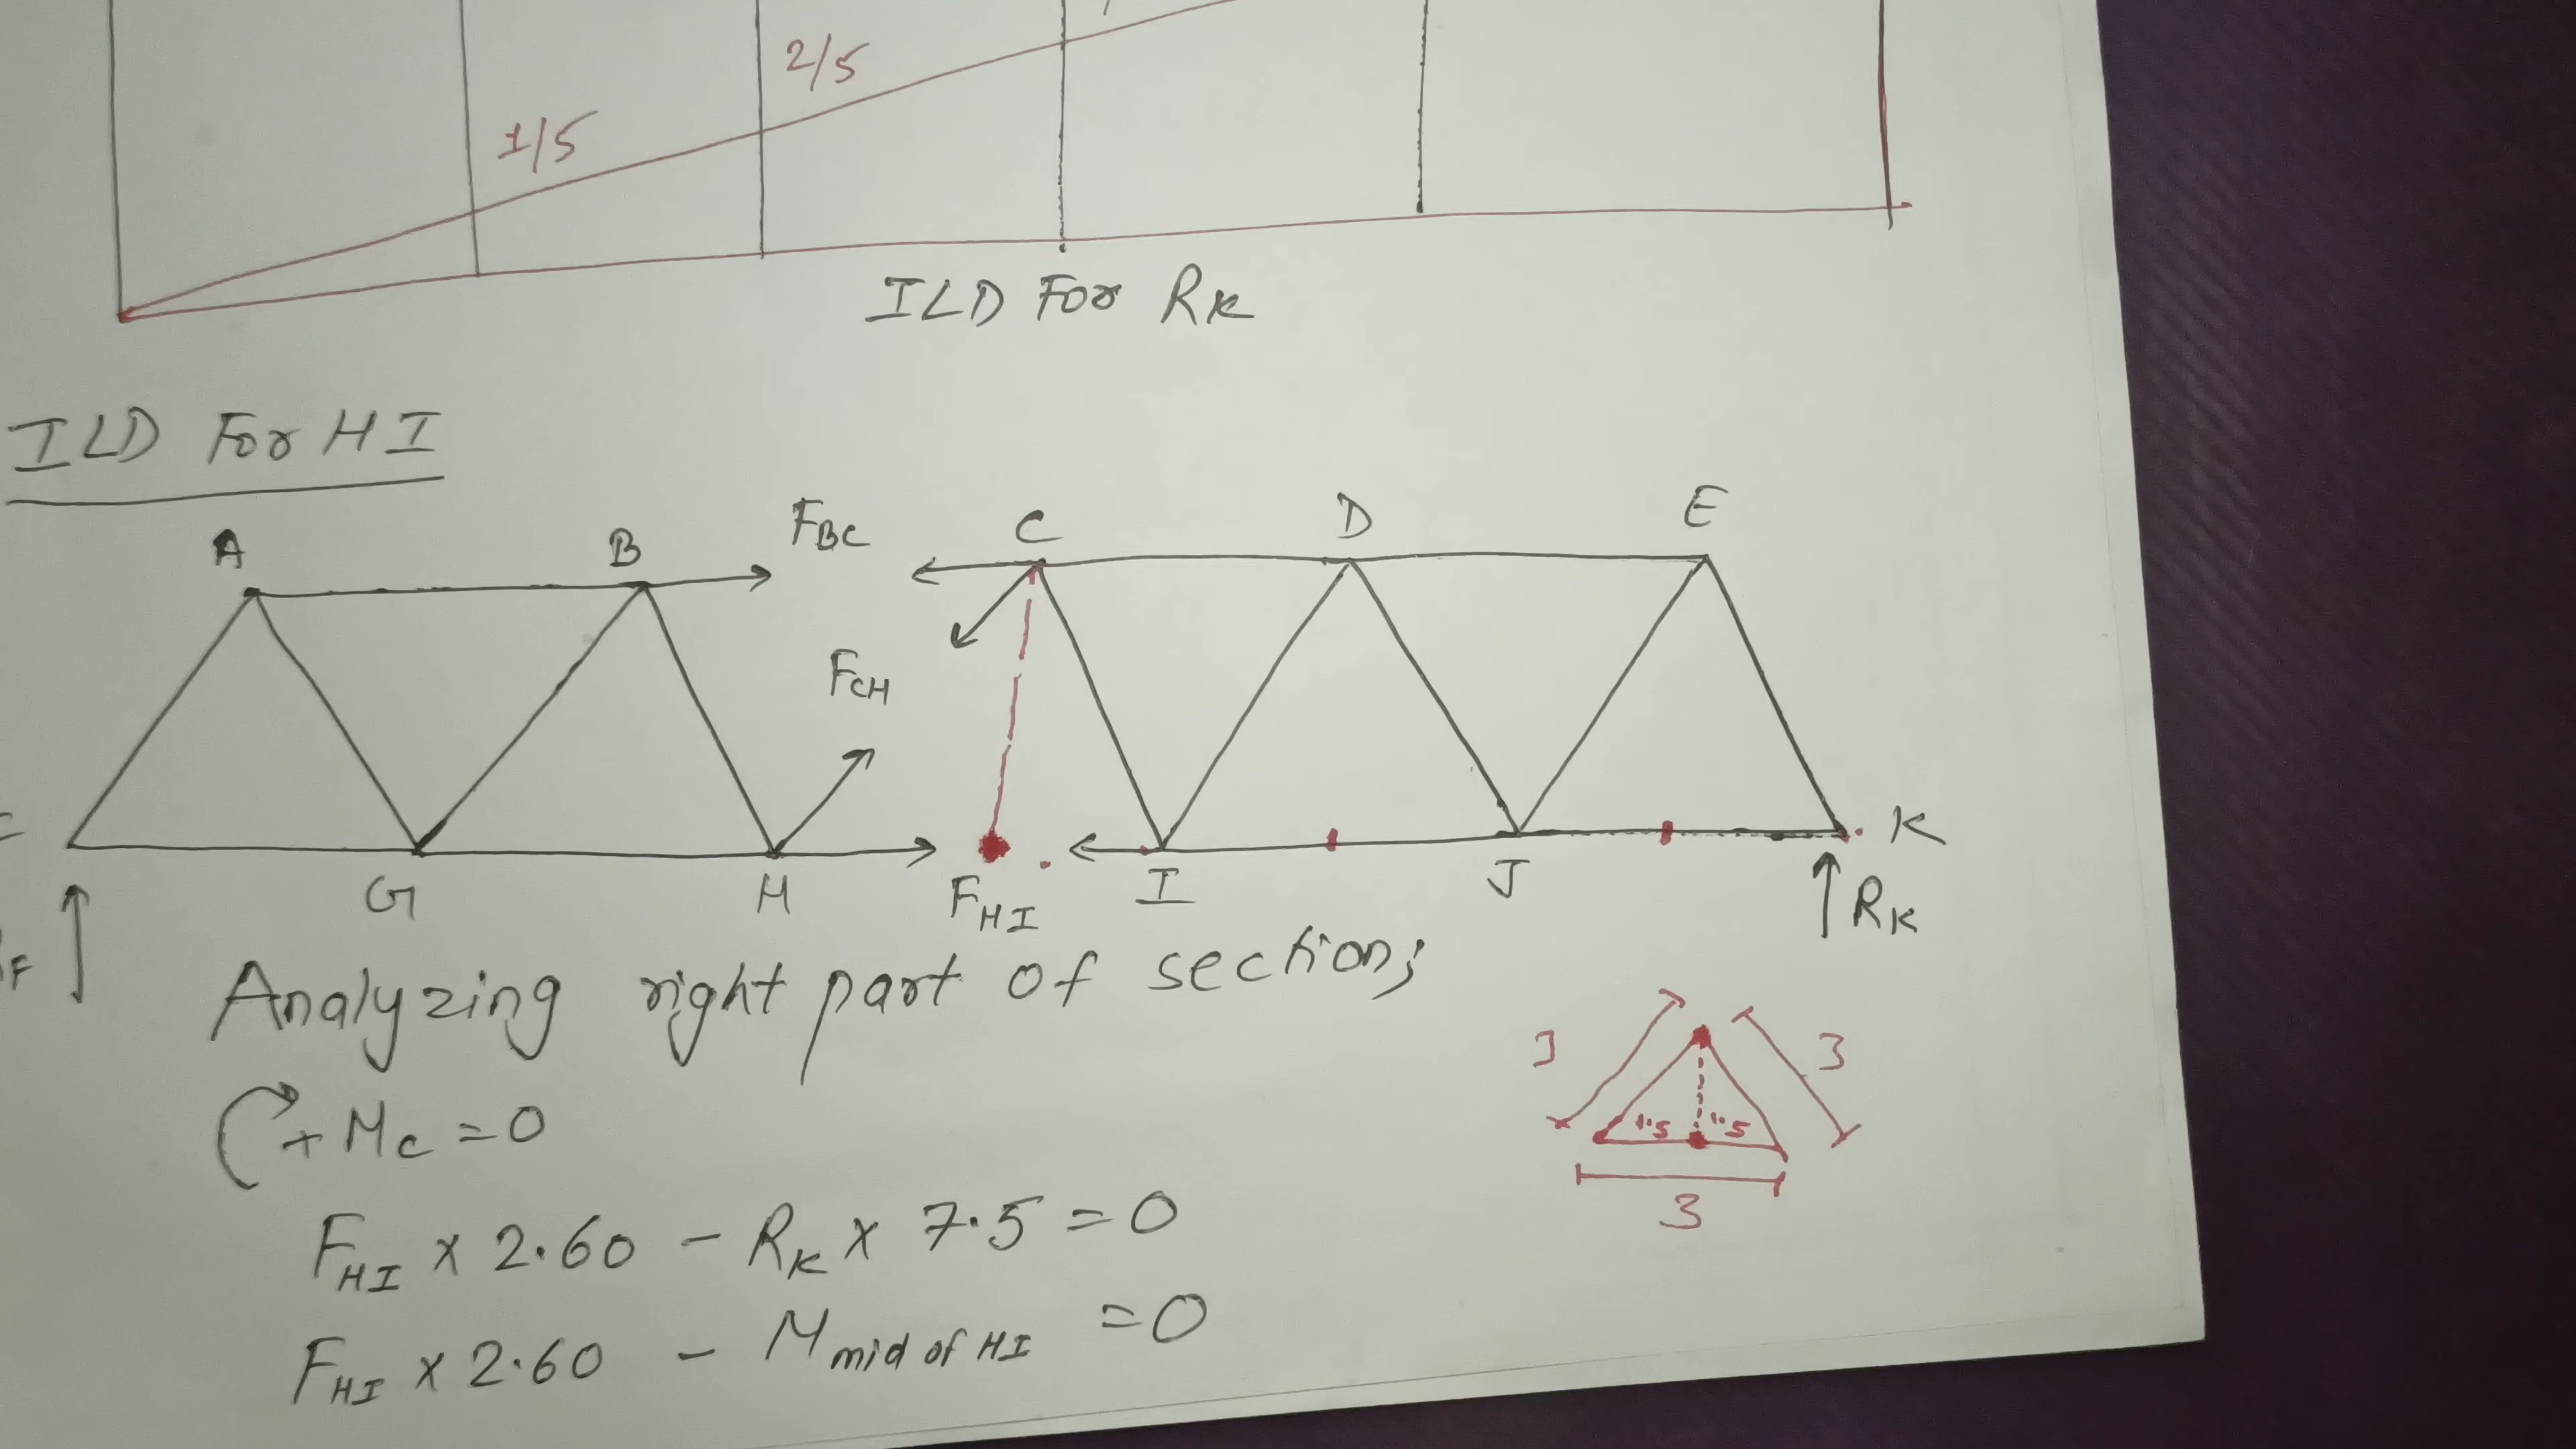 2/5
1/5
ILD For RK
ILD For HI
A B FBC C D E
FCH
G H FHI I J K
RK
F
Analyzing right part of section;
+ Mc = 0
3 3
1.5 1.5
3
FHI x 2.60 - RK x 7.5 = 0
FHI x 2.60 - Mmid of HI = 0